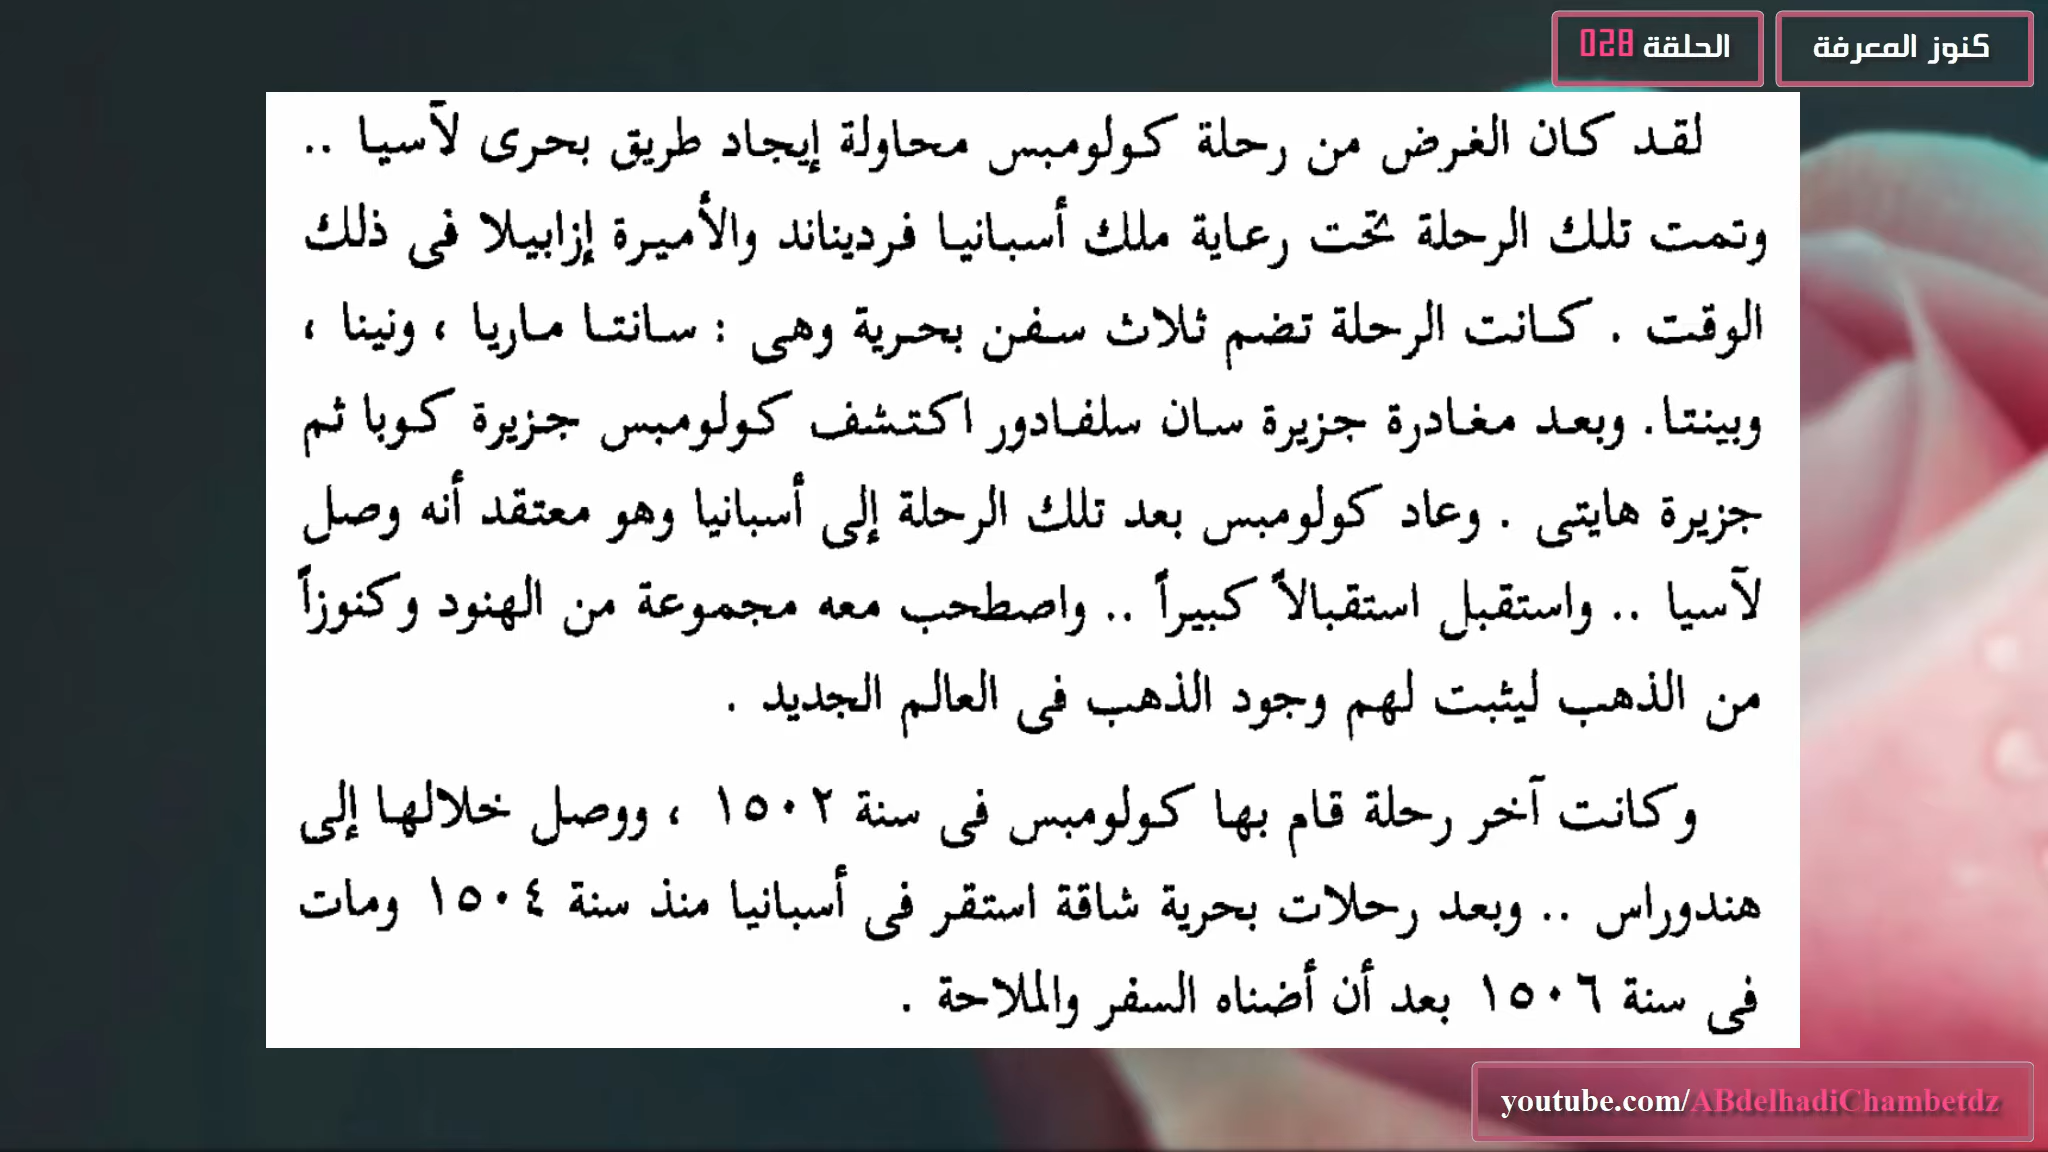 كنوز المعرفة
الحلقة 028
لقد كان الغرض من رحلة كولومبس محاولة إيجاد طريق بحرى لآسيا ..
وتمت تلك الرحلة تحت رعاية ملك أسبانيا فرديناند والأميرة إزابيلا فى ذلك
الوقت . كانت الرحلة تضم ثلاث سفن بحرية وهى : سانتا ماريا ، ونينا ،
وبينتا. وبعد مغادرة جزيرة سان سلفادور اكتشف كولومبس جزيرة كوبا ثم
جزيرة هايتى . وعاد كولومبس بعد تلك الرحلة إلى أسبانيا وهو معتقد أنه وصل
لآسيا .. واستقبل استقبالاً كبيراً .. واصطحب معه مجموعة من الهنود وكنوزاً
من الذهب ليثبت لهم وجود الذهب فى العالم الجديد .
وكانت آخر رحلة قام بها كولومبس فى سنة ١٥٠٢ ، ووصل خلالها إلى
هندوراس .. وبعد رحلات بحرية شاقة استقر فى أسبانيا منذ سنة ١٥٠٤ ومات
فى سنة ١٥٠٦ بعد أن أضناه السفر والملاحة .
youtube.com/ABdelhadiChambetdz